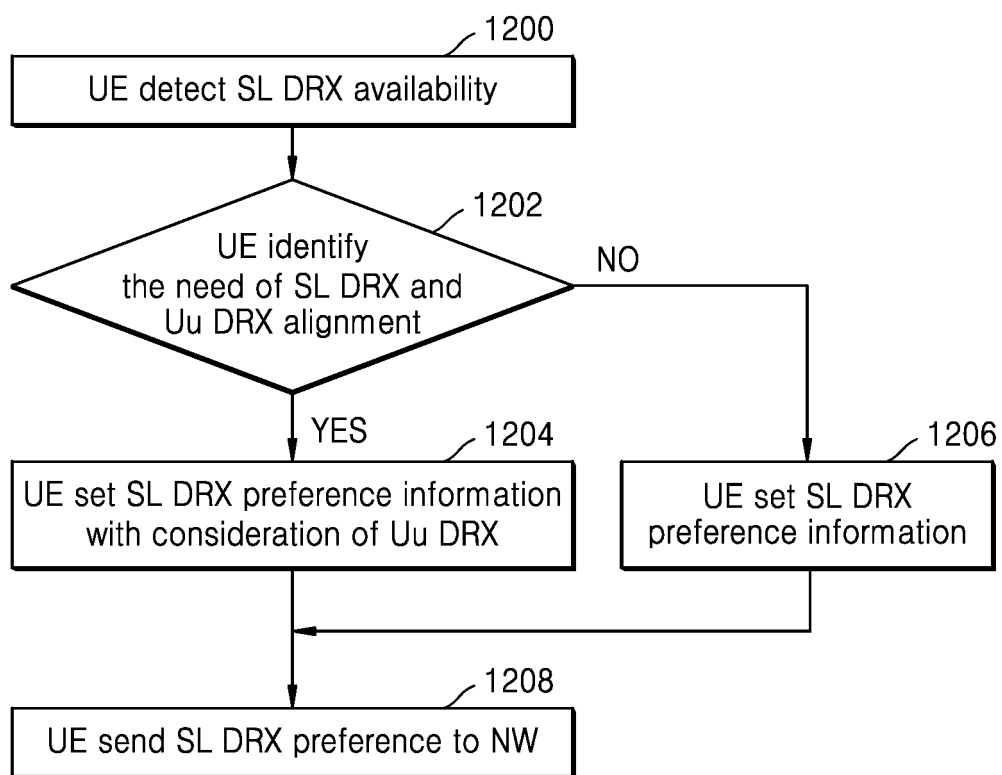 1200
UE detect SL DRX availability
1202
UE identify
the need of SL DRX and
Uu DRX alignment
NO
YES
1204
UE set SL DRX preference information
with consideration of Uu DRX
1206
UE set SL DRX
preference information
1208
UE send SL DRX preference to NW